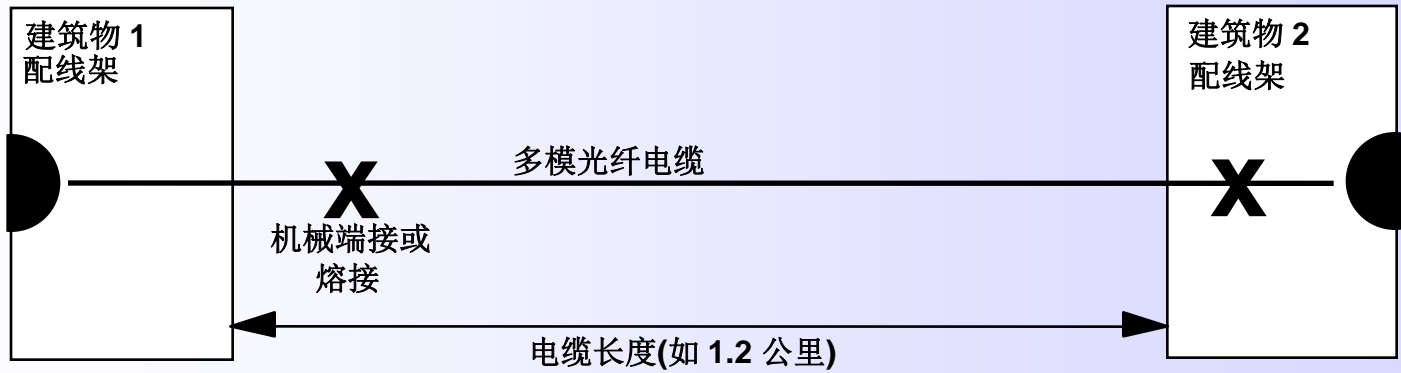 建筑物 1
配线架
建筑物 2
配线架
多模光纤电缆
X
X
机械端接或
熔接
电缆长度(如 1.2 公里)